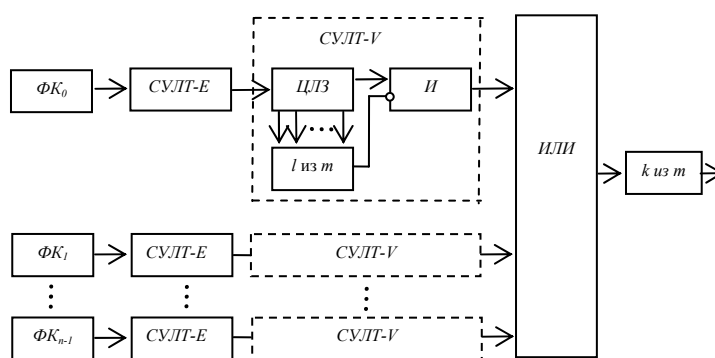 СУЛТ-V
ФК₀ СУЛТ-Е ЦЛЗ И
l из m
ИЛИ
k из m
ФК₁ СУЛТ-Е СУЛТ-V
ФКₙ₋₁ СУЛТ-Е СУЛТ-V